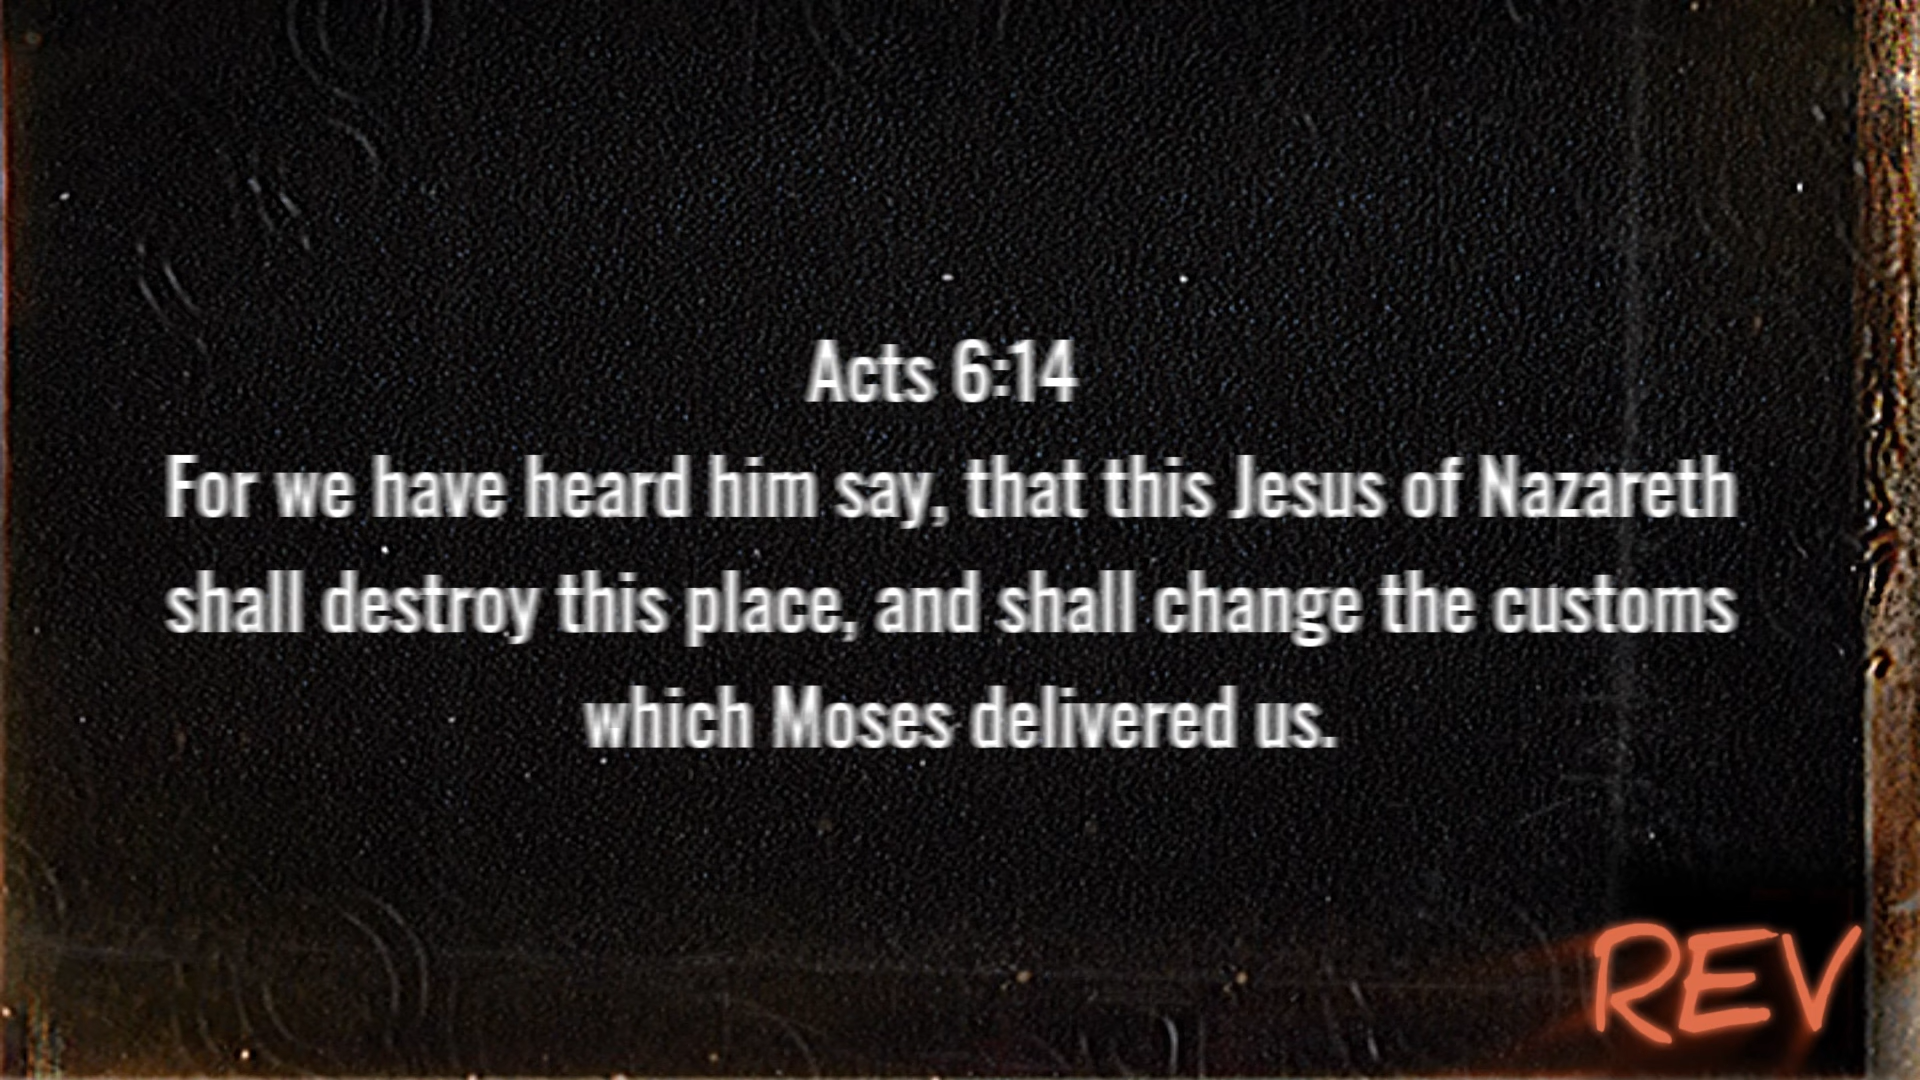 Acts 6:14
For we have heard him say, that this Jesus of Nazareth
shall destroy this place, and shall change the customs
which Moses delivered us.
REV